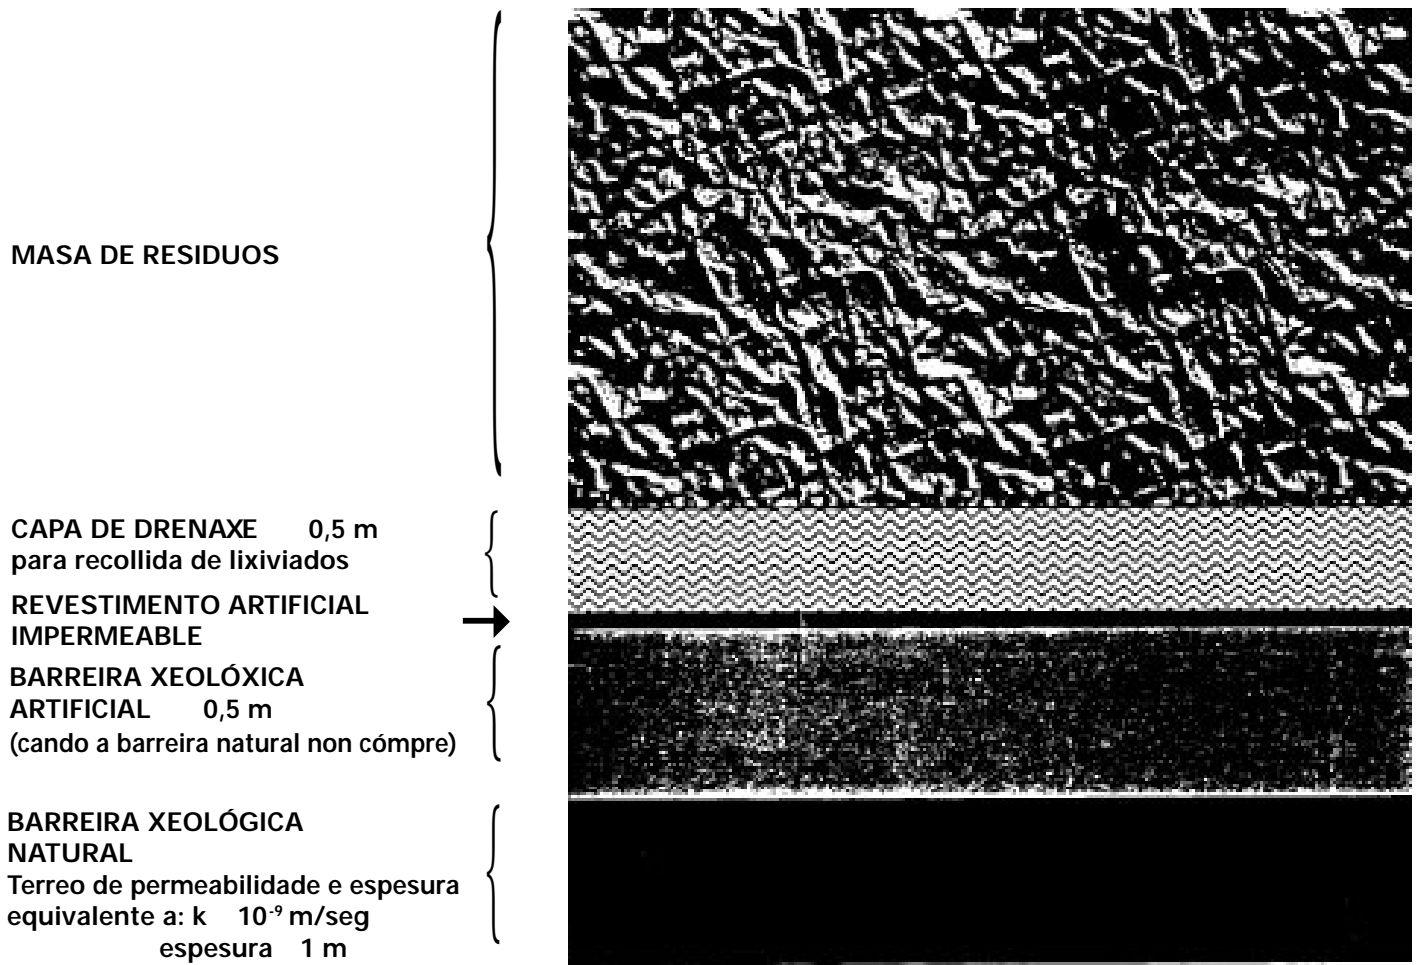 MASA DE RESIDUOS
CAPA DE DRENAXE 0,5 m
para recollida de lixiviados
REVESTIMENTO ARTIFICIAL
IMPERMEABLE
BARREIRA XEOLÓXICA
ARTIFICIAL 0,5 m
(cando a barreira natural non cómpre)
BARREIRA XEOLÓGICA
NATURAL
Terreo de permeabilidade e espesura
equivalente a: k 10⁻⁹ m/seg
espesura 1 m